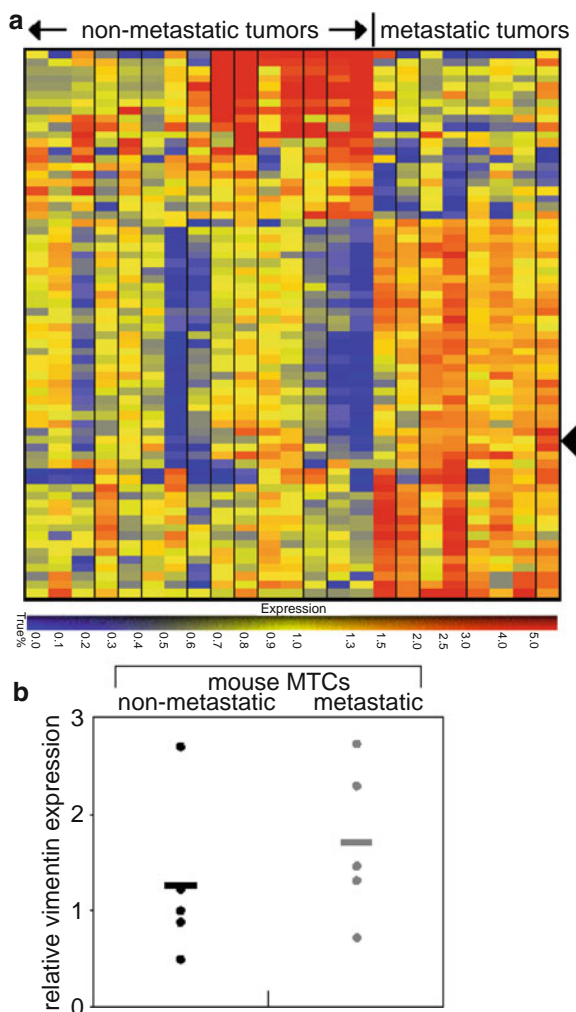 a
non-metastatic tumors metastatic tumors
Expression
True%
0.0 0.1 0.2 0.3 0.4 0.5 0.6 0.7 0.8 0.9 1.0 1.3 1.5 2.0 2.5 3.0 4.0 5.0
b
mouse MTCs
non-metastatic metastatic
relative vimentin expression
3
2
1
0